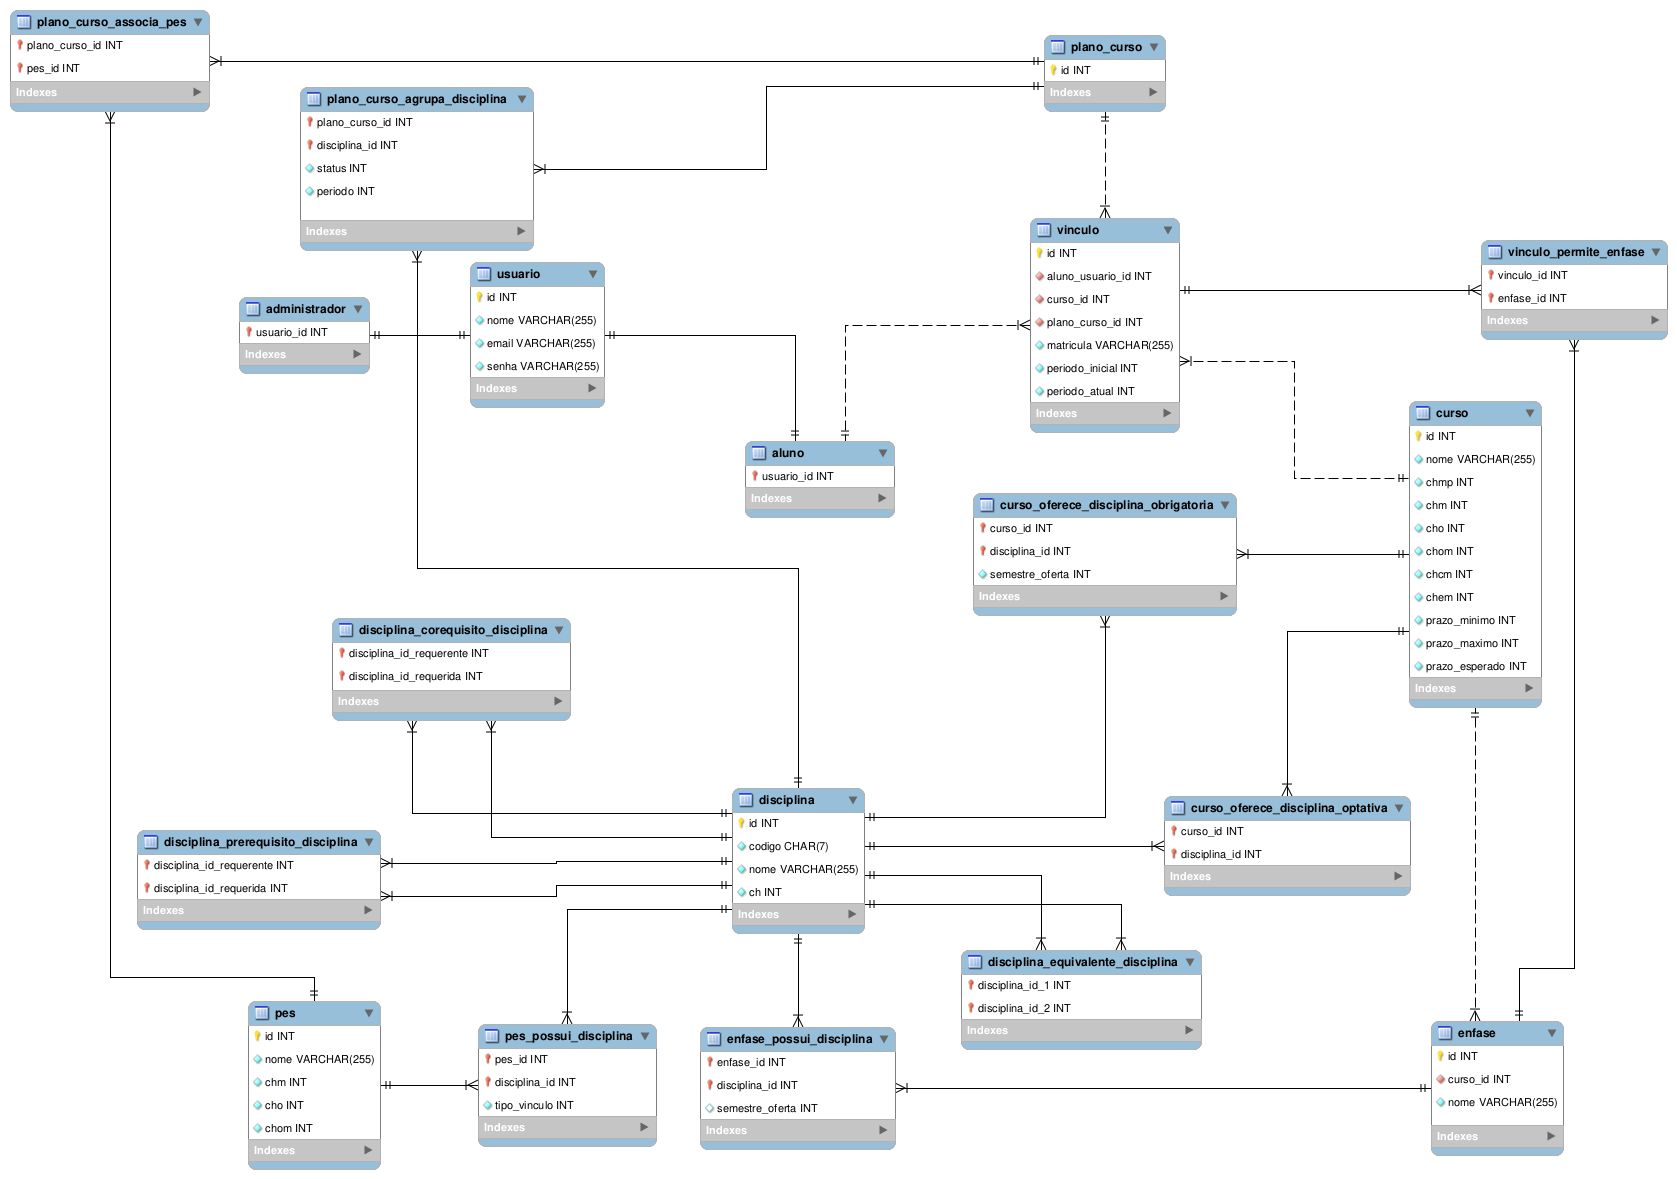 plano_curso_associa_pes
plano_curso_id INT
pes_id INT
Indexes
plano_curso
id INT
Indexes
plano_curso_agrupa_disciplina
plano_curso_id INT
disciplina_id INT
status INT
periodo INT
Indexes
vinculo
id INT
aluno_usuario_id INT
curso_id INT
plano_curso_id INT
matricula VARCHAR(255)
periodo_inicial INT
periodo_atual INT
Indexes
vinculo_permite_enfase
vinculo_id INT
enfase_id INT
Indexes
usuario
id INT
nome VARCHAR(255)
email VARCHAR(255)
senha VARCHAR(255)
Indexes
administrador
usuario_id INT
Indexes
curso
id INT
nome VARCHAR(255)
chmp INT
chm INT
cho INT
chom INT
chcm INT
chem INT
prazo_minimo INT
prazo_maximo INT
prazo_esperado INT
Indexes
aluno
usuario_id INT
Indexes
curso_oferece_disciplina_obrigatoria
curso_id INT
disciplina_id INT
semestre_oferta INT
Indexes
disciplina_corequisito_disciplina
disciplina_id_requerente INT
disciplina_id_requerida INT
Indexes
disciplina
id INT
codigo CHAR(7)
nome VARCHAR(255)
ch INT
Indexes
curso_oferece_disciplina_optativa
curso_id INT
disciplina_id INT
Indexes
disciplina_prerequisito_disciplina
disciplina_id_requerente INT
disciplina_id_requerida INT
Indexes
disciplina_equivalente_disciplina
disciplina_id_1 INT
disciplina_id_2 INT
Indexes
pes
id INT
nome VARCHAR(255)
chm INT
cho INT
chom INT
Indexes
pes_possui_disciplina
pes_id INT
disciplina_id INT
tipo_vinculo INT
Indexes
enfase_possui_disciplina
enfase_id INT
disciplina_id INT
semestre_oferta INT
Indexes
enfase
id INT
curso_id INT
nome VARCHAR(255)
Indexes